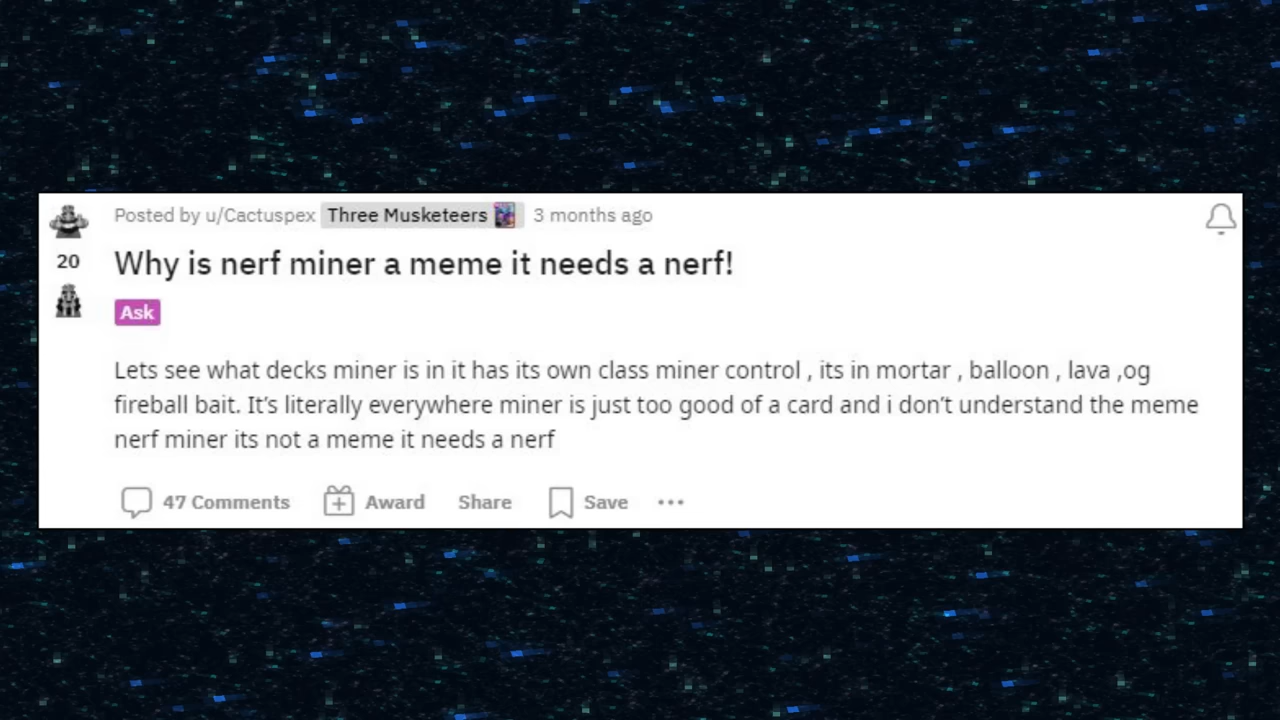 Posted by u/Cactuspex Three Musketeers 3 months ago
20
Why is nerf miner a meme it needs a nerf!
Ask
Lets see what decks miner is in it has its own class miner control , its in mortar , balloon , lava ,og
fireball bait. It’s literally everywhere miner is just too good of a card and i don’t understand the meme
nerf miner its not a meme it needs a nerf
47 Comments Award Share Save